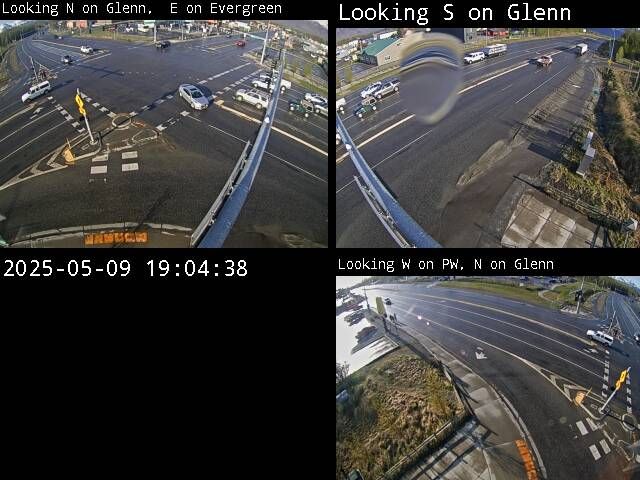 Looking N on Glenn, E on Evergreen
Looking S on Glenn
2025-05-09 19:04:38
Looking W on PW, N on Glenn